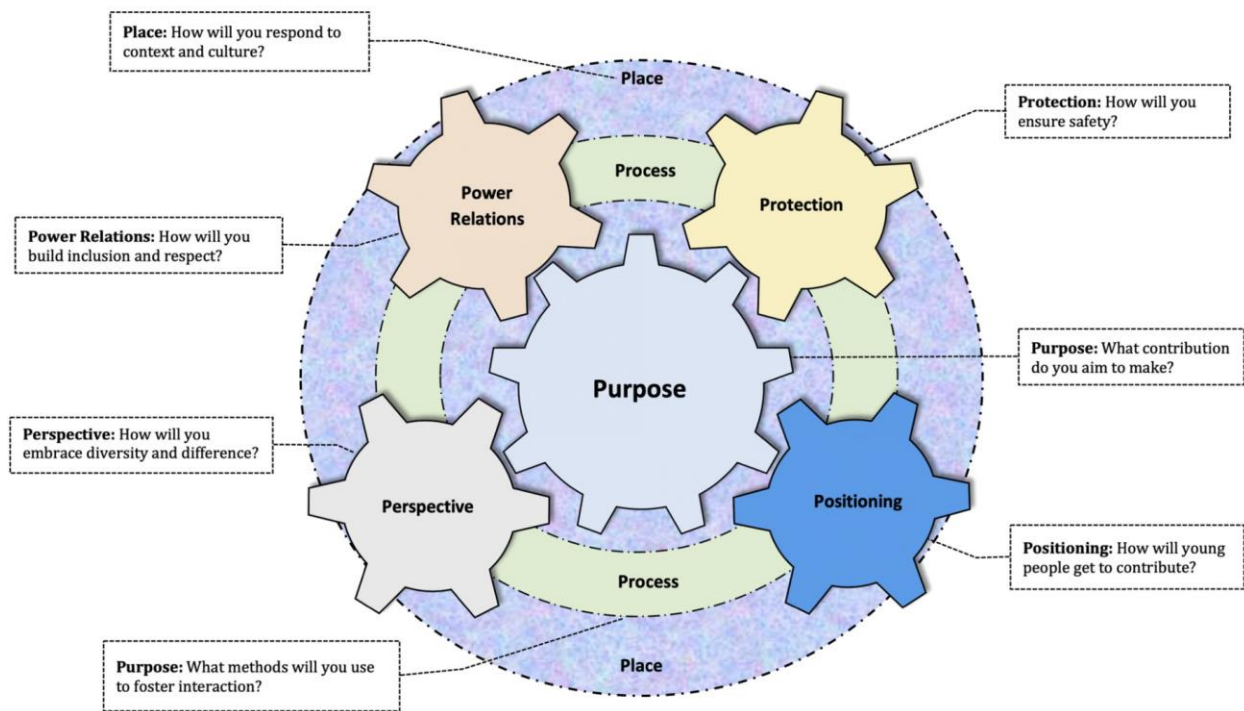 Place: How will you respond to
context and culture?
Place
Protection: How will you
ensure safety?
Process
Power
Relations
Protection
Power Relations: How will you
build inclusion and respect?
Purpose: What contribution
do you aim to make?
Purpose
Perspective: How will you
embrace diversity and difference?
Perspective
Positioning
Positioning: How will young
people get to contribute?
Process
Purpose: What methods will you use
to foster interaction?
Place